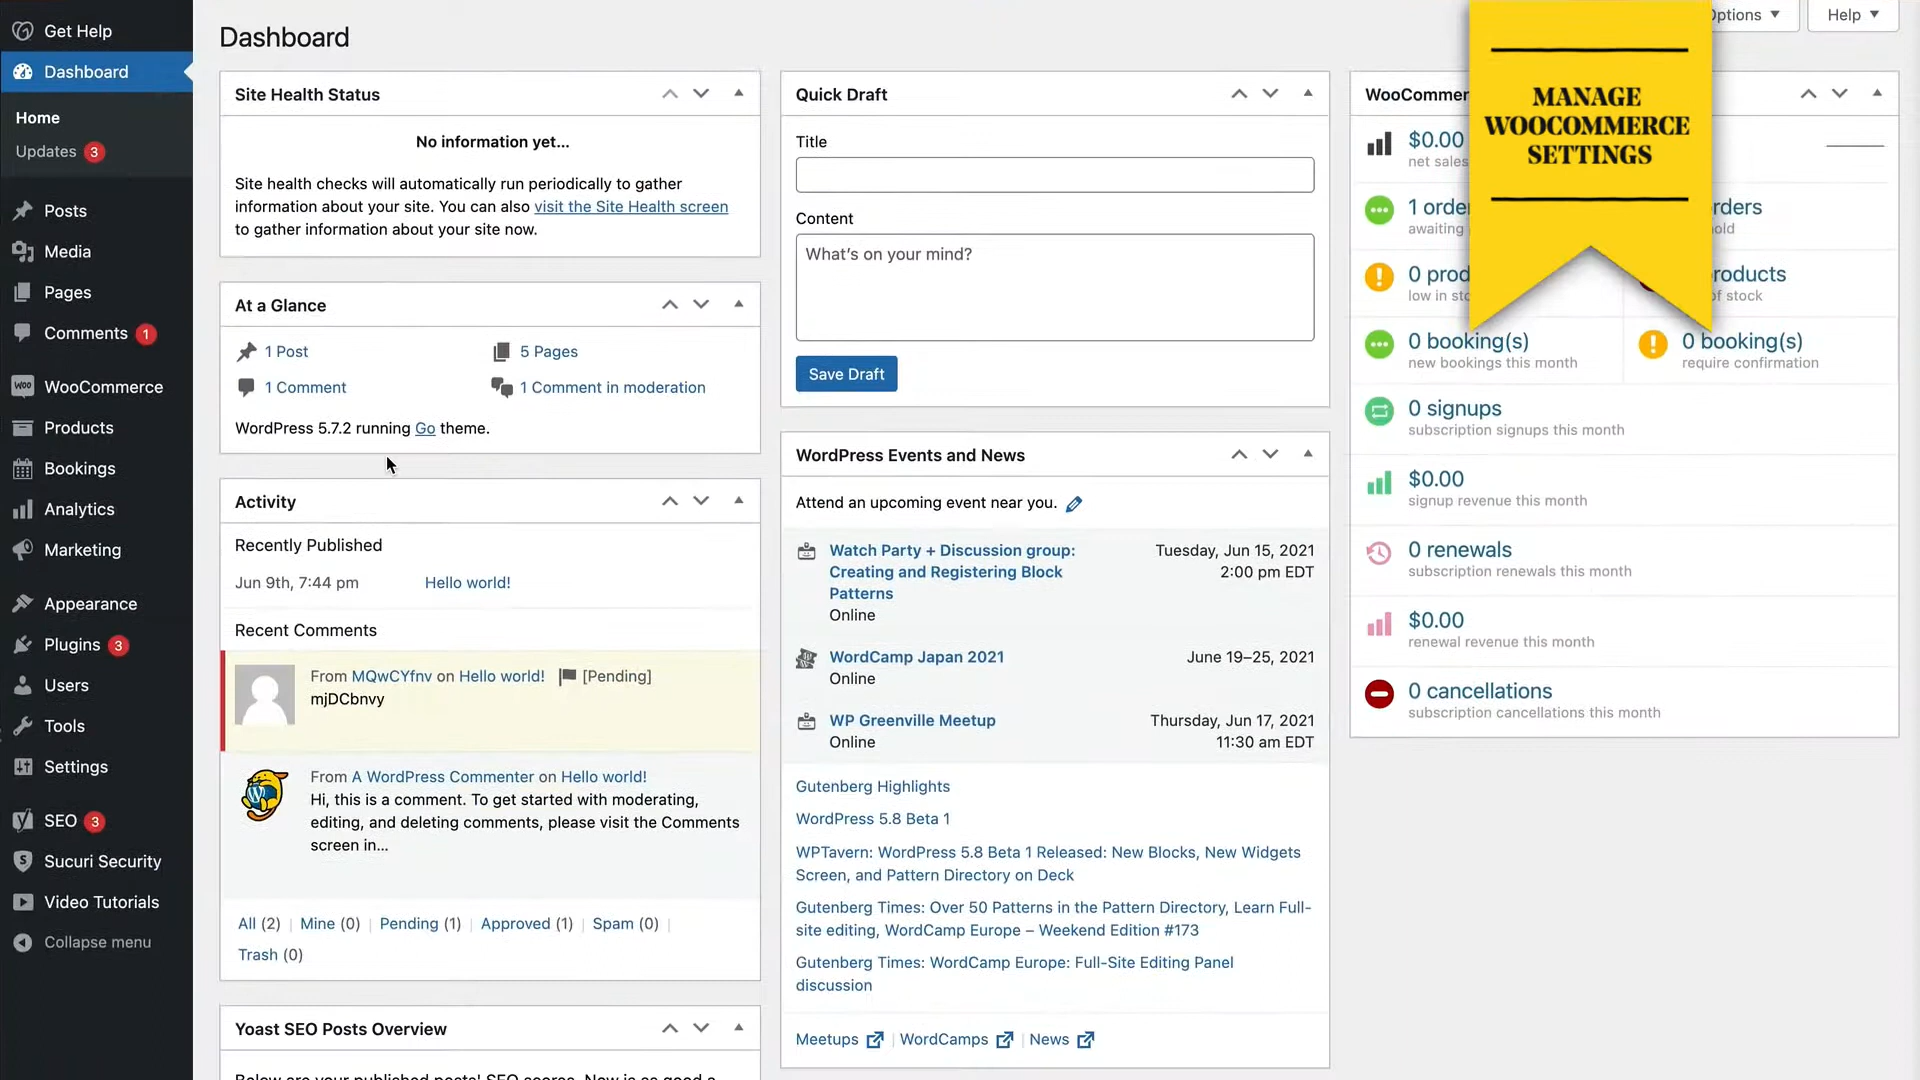 Get Help
Dashboard
Home
Updates 3
Posts
Media
Pages
Comments 1
WooCommerce
Products
Bookings
Analytics
Marketing
Appearance
Plugins 3
Users
Tools
Settings
SEO 3
Sucuri Security
Video Tutorials
Collapse menu
Dashboard
Help
Site Health Status
No information yet...
Site health checks will automatically run periodically to gather
information about your site. You can also visit the Site Health screen
to gather information about your site now.
At a Glance
1 Post
5 Pages
1 Comment
1 Comment in moderation
WordPress 5.7.2 running Go theme.
Activity
Recently Published
Jun 9th, 7:44 pm Hello world!
Recent Comments
From MQwCYfnv on Hello world! [Pending]
mjDCbnvy
From A WordPress Commenter on Hello world!
Hi, this is a comment. To get started with moderating,
editing, and deleting comments, please visit the Comments
screen in...
All (2) | Mine (0) | Pending (1) | Approved (1) | Spam (0) |
Trash (0)
Yoast SEO Posts Overview
Quick Draft
Title
Content
What's on your mind?
Save Draft
WordPress Events and News
Attend an upcoming event near you.
Watch Party + Discussion group:
Creating and Registering Block
Patterns
Online
Tuesday, Jun 15, 2021
2:00 pm EDT
WordCamp Japan 2021
Online
June 19–25, 2021
WP Greenville Meetup
Online
Thursday, Jun 17, 2021
11:30 am EDT
Gutenberg Highlights
WordPress 5.8 Beta 1
WPTavern: WordPress 5.8 Beta 1 Released: New Blocks, New Widgets
Screen, and Pattern Directory on Deck
Gutenberg Times: Over 50 Patterns in the Pattern Directory, Learn Full-
site editing, WordCamp Europe – Weekend Edition #173
Gutenberg Times: WordCamp Europe: Full-Site Editing Panel
discussion
Meetups | WordCamps | News
MANAGE
WOOCOMMERCE
SETTINGS
$0.00
net sales
1
awaiting
0
low in
of stock
0 booking(s)
new bookings this month
0 booking(s)
require confirmation
0 signups
subscription signups this month
$0.00
signup revenue this month
0 renewals
subscription renewals this month
$0.00
renewal revenue this month
0 cancellations
subscription cancellations this month